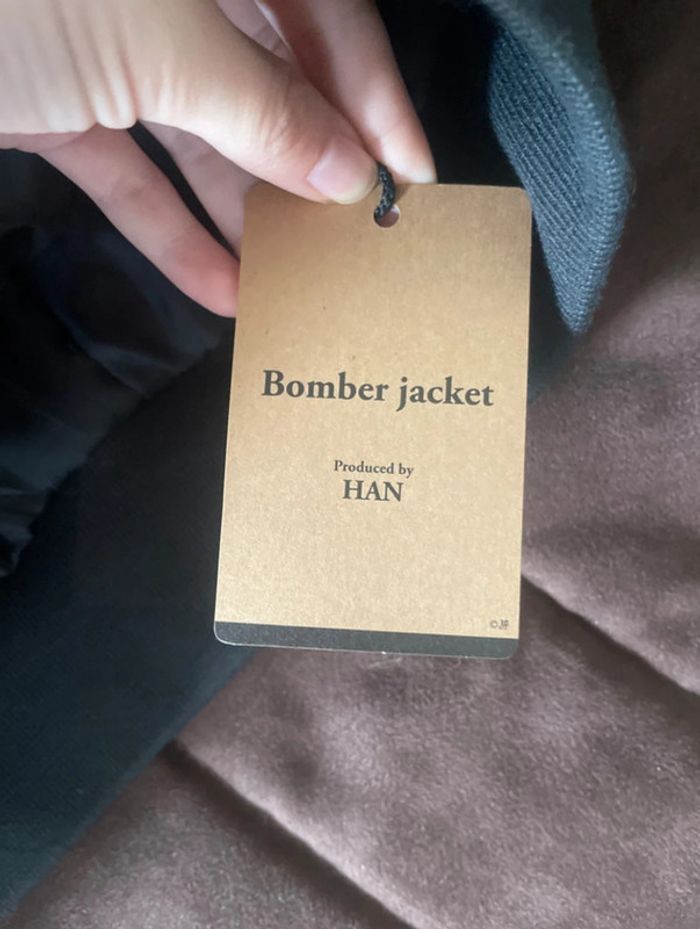 Bomber jacket
Produced by
HAN